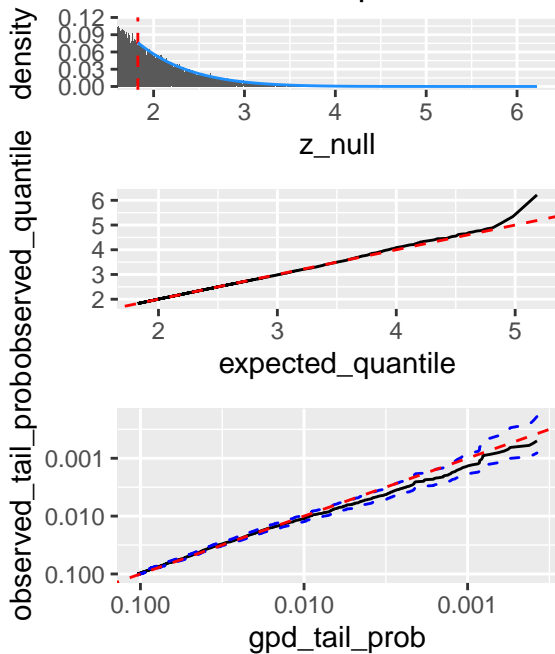 density
0.12
0.09
0.06
0.03
0.00
2 3 4 5 6
z_null
observed_quantile
6
5
4
3
2
2 3 4 5
expected_quantile
observed_tail_prob
0.001
0.010
0.100
0.100 0.010 0.001
gpd_tail_prob